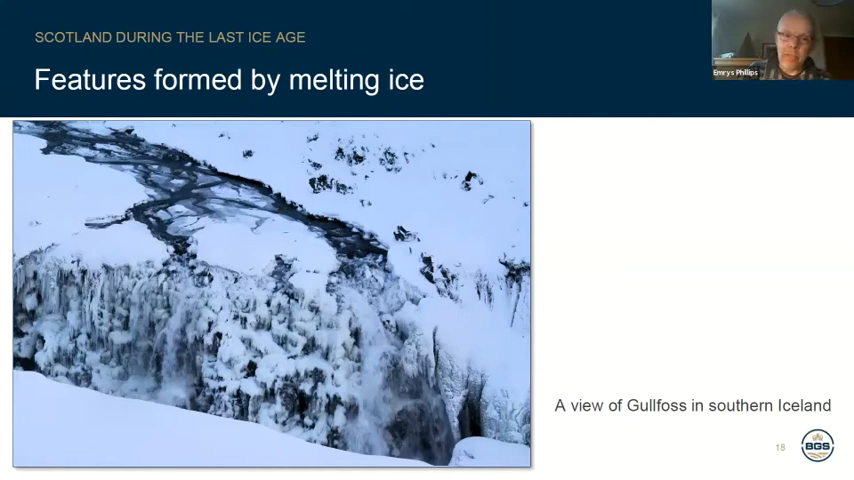 SCOTLAND DURING THE LAST ICE AGE
Features formed by melting ice
Emrys Phillips
A view of Gullfoss in southern Iceland
18
BGS